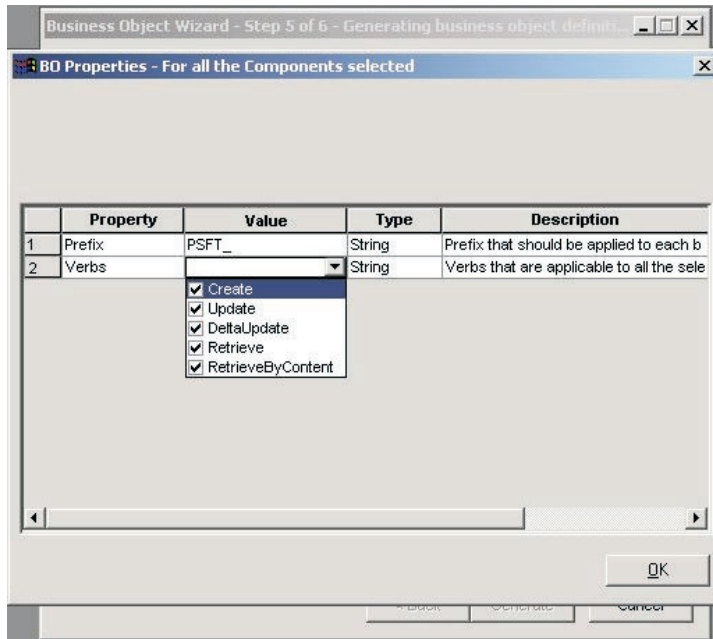 Business Object Wizard - Step 5 of 6 - Generating business object definiti...
BO Properties - For all the Components selected
Property Value Type Description
1 Prefix PSFT_ String Prefix that should be applied to each b
2 Verbs String Verbs that are applicable to all the sele
Create
Update
DeltaUpdate
Retrieve
RetrieveByContent
OK
< Back Generate Cancel